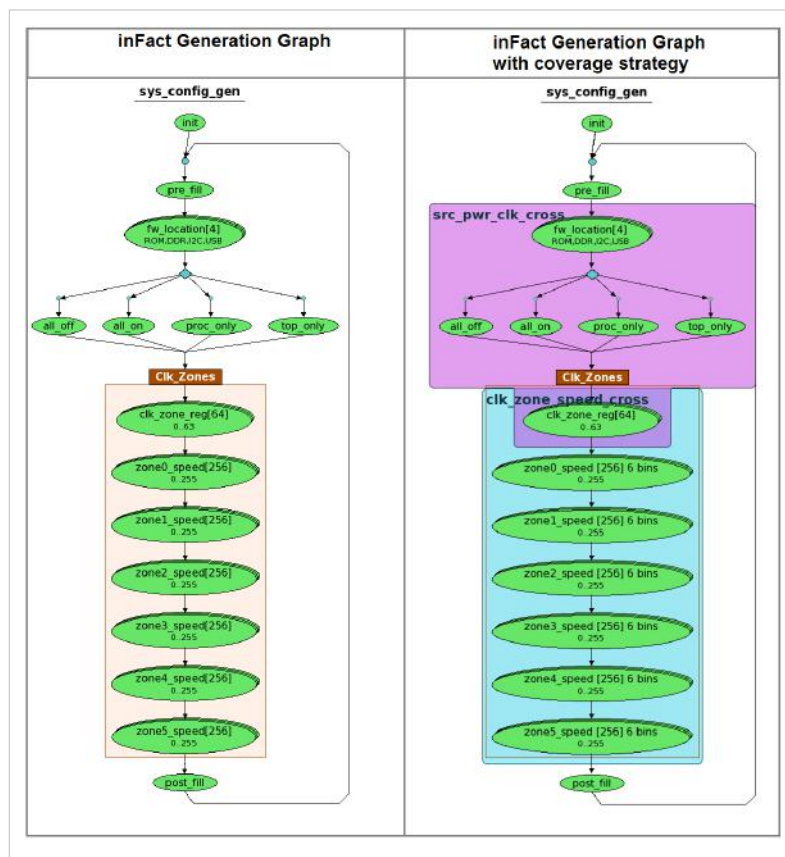 inFact Generation Graph
sys_config_gen
init
pre_fill
fw_location[4]
ROM,DDR,I2C,USB
all_off
all_on
proc_only
top_only
Clk_Zones
clk_zone_reg[64]
0..63
zone0_speed[256]
0..255
zone1_speed[256]
0..255
zone2_speed[256]
0..255
zone3_speed[256]
0..255
zone4_speed[256]
0..255
zone5_speed[256]
0..255
post_fill
inFact Generation Graph
with coverage strategy
sys_config_gen
init
pre_fill
src_pwr_clk_cross
fw_location[4]
ROM,DDR,I2C,USB
all_off
all_on
proc_only
top_only
Clk_Zones
clk_zone_speed_cross
clk_zone_reg[64]
0..63
zone0_speed [256] 6 bins
0..255
zone1_speed [256] 6 bins
0..255
zone2_speed [256] 6 bins
0..255
zone3_speed [256] 6 bins
0..255
zone4_speed [256] 6 bins
0..255
zone5_speed [256] 6 bins
0..255
post_fill